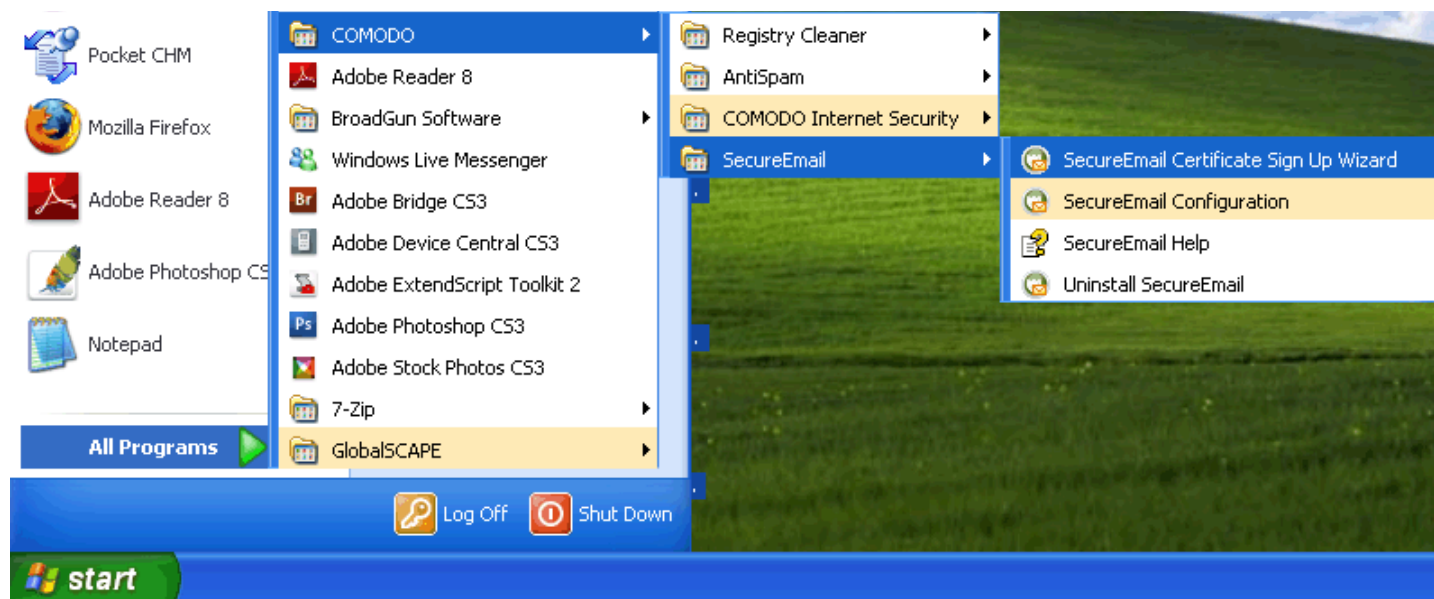 Pocket CHM
Mozilla Firefox
Adobe Reader 8
Adobe Photoshop CS
Notepad
All Programs
COMODO
Adobe Reader 8
BroadGun Software
Windows Live Messenger
Br Adobe Bridge CS3
Adobe Device Central CS3
Adobe ExtendScript Toolkit 2
Ps Adobe Photoshop CS3
Adobe Stock Photos CS3
7-Zip
GlobalSCAPE
Registry Cleaner
AntiSpam
COMODO Internet Security
SecureEmail
SecureEmail Certificate Sign Up Wizard
SecureEmail Configuration
SecureEmail Help
Uninstall SecureEmail
Log Off Shut Down
start